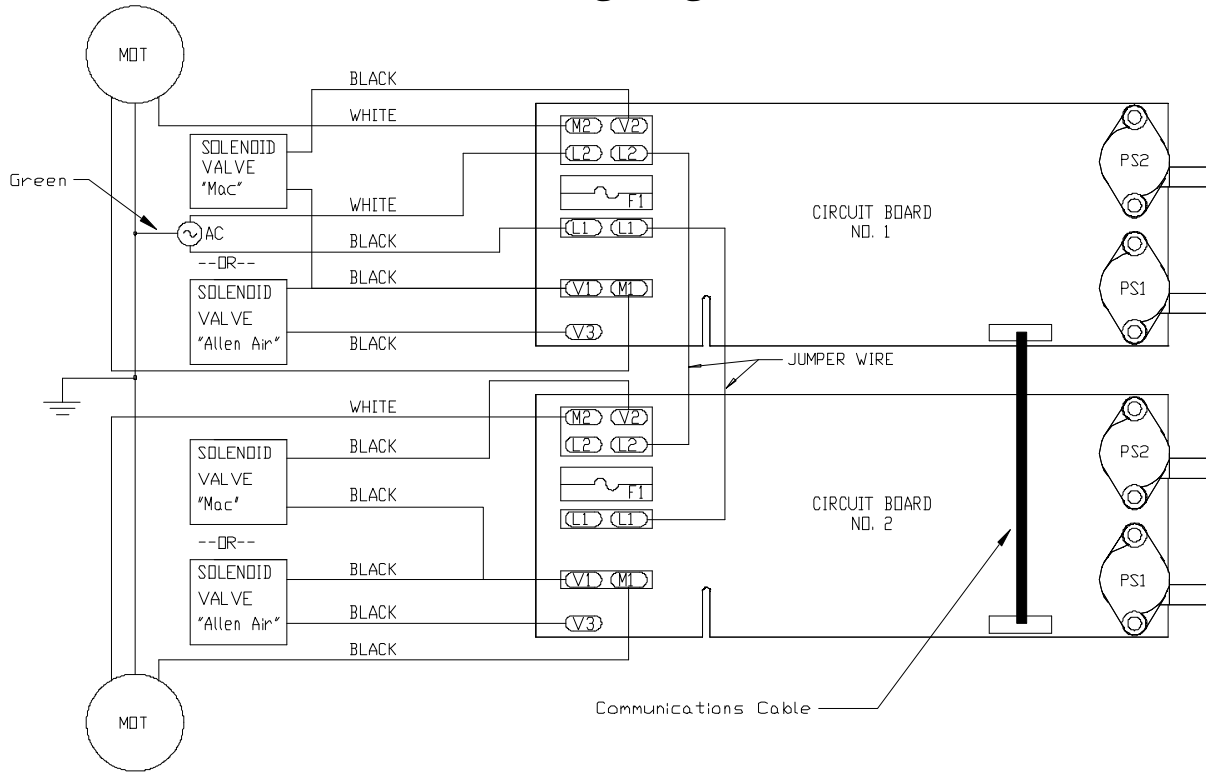 MOT
BLACK
WHITE
SOLENOID
VALVE
"Mac"
Green
WHITE
AC
BLACK
--OR--
BLACK
SOLENOID
VALVE
"Allen Air"
BLACK
M2 V2
L2 L2
F1
L1 L1
V1 M1
V3
CIRCUIT BOARD
NO. 1
PS2
PS1
JUMPER WIRE
WHITE
BLACK
SOLENOID
VALVE
"Mac"
BLACK
--OR--
SOLENOID
VALVE
"Allen Air"
BLACK
BLACK
BLACK
MOT
M2 V2
L2 L2
F1
L1 L1
V1 M1
V3
CIRCUIT BOARD
NO. 2
PS2
PS1
Communications Cable